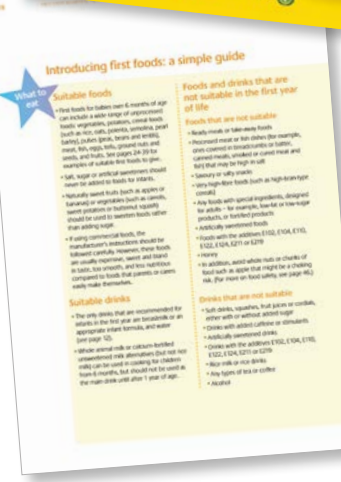 Introducing first foods: a simple guide
What to
eat
Suitable foods
• First foods for babies over 6 months of age
can include a wide range of unprocessed
foods: vegetables, potatoes, cereal foods
(such as rice, oats, polenta, semolina, pearl
barley), pulses (peas, beans and lentils),
meat, fish, eggs, tofu, ground nuts and
seeds, and fruits. See pages 24-39 for
examples of suitable first foods to give.
• Salt, sugar or artificial sweeteners should
never be added to foods for infants.
• Naturally sweet fruits (such as apples or
bananas) or vegetables (such as carrots,
sweet potatoes or butternut squash)
should be used to sweeten foods rather
than adding sugar.
• If using commercial foods, the
manufacturer's instructions should be
followed carefully. However, these foods
are usually expensive, sweet and bland
in taste, too smooth, and less nutritious
compared to foods that parents or carers
easily make themselves.
Suitable drinks
• The only drinks that are recommended for
infants in the first year are breastmilk or an
appropriate infant formula, and water
(see page 12).
• Whole animal milk or calcium-fortified
unsweetened milk alternatives (but not rice
milk) can be used in cooking for children
from 6 months, but should not be used as
the main drink until after 1 year of age.
Foods and drinks that are
not suitable in the first year
of life
Foods that are not suitable
• Ready meals or take-away foods
• Processed meat or fish dishes (for example,
ones covered in breadcrumbs or batter,
canned meats, smoked or cured meat and
fish) that may be high in salt
• Savoury or salty snacks
• Very high-fibre foods (such as high-bran-type
cereals)
• Any foods with special ingredients, designed
for adults – for example, low-fat or low-sugar
products, or fortified products
• Artificially sweetened foods
• Foods with the additives E102, E104, E110,
E122, E124, E211 or E219
• Honey
• In addition, avoid whole nuts or chunks of
food such as apple that might be a choking
risk. (For more on food safety, see page 46.)
Drinks that are not suitable
• Soft drinks, squashes, fruit juices or cordials,
either with or without added sugar
• Drinks with added caffeine or stimulants
• Artificially sweetened drinks
• Drinks with the additives E102, E104, E110,
E122, E124, E211 or E219
• Rice milk or rice drinks
• Any types of tea or coffee
• Alcohol